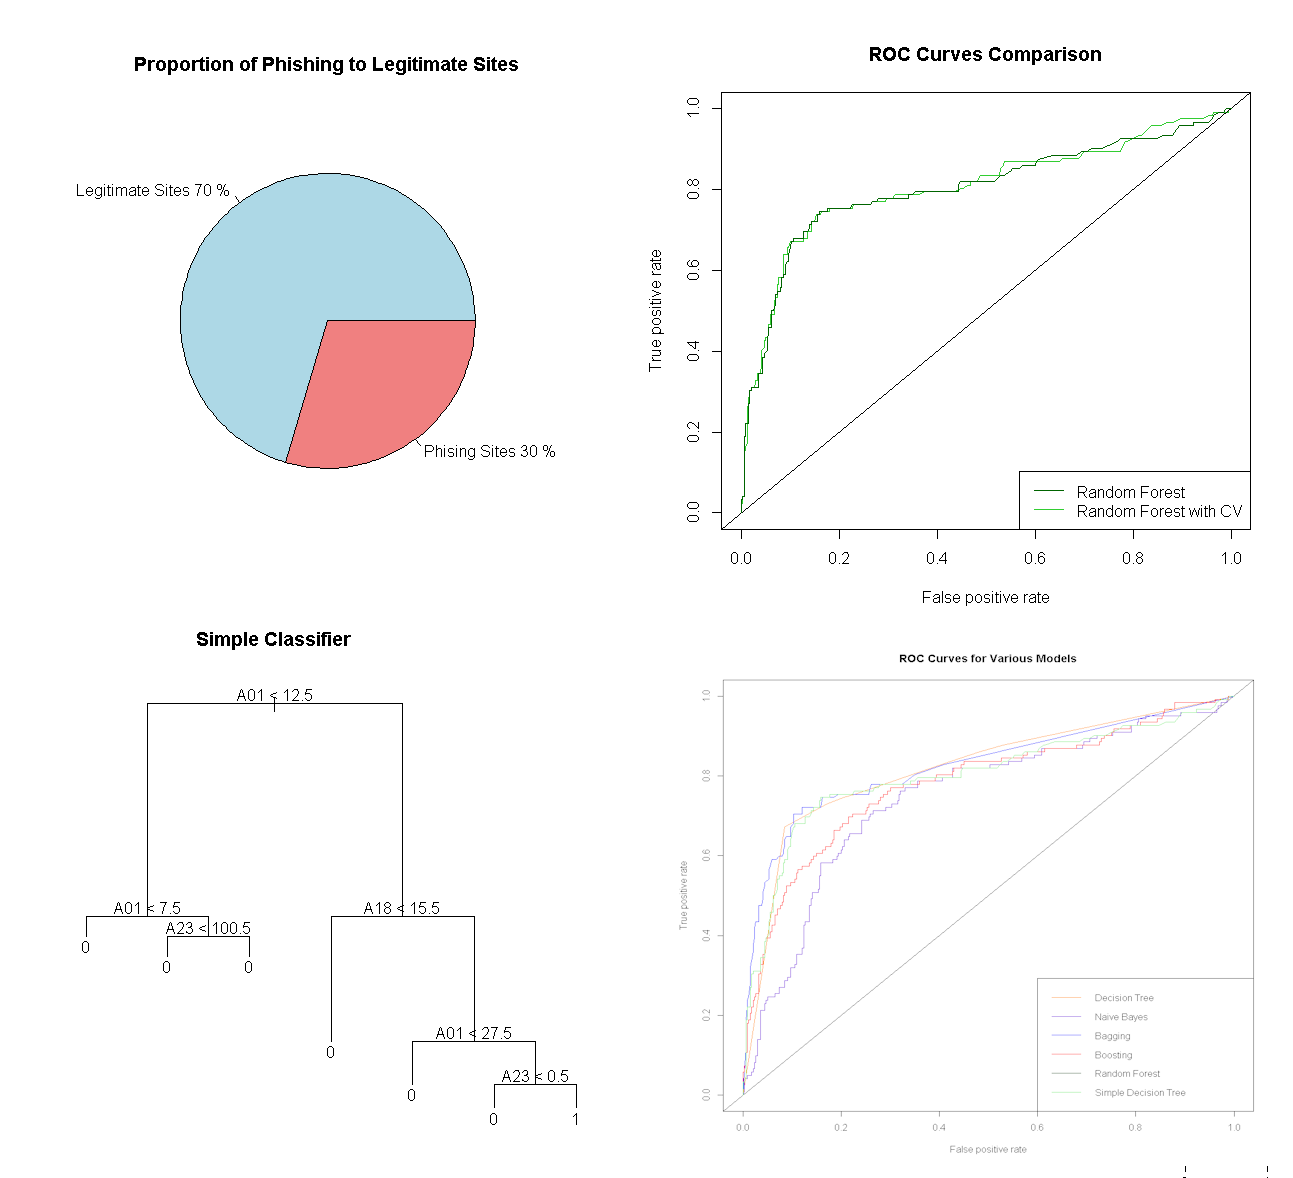 Proportion of Phishing to Legitimate Sites
Legitimate Sites 70 %
Phising Sites 30 %
ROC Curves Comparison
True positive rate
0.0 0.2 0.4 0.6 0.8 1.0
Random Forest
Random Forest with CV
0.0 0.2 0.4 0.6 0.8 1.0
False positive rate
Simple Classifier
A01 < 12.5
A01 < 7.5
A18 < 15.5
A23 < 100.5
0
0 0
A01 < 27.5
0
A23 < 0.5
0
0 1
ROC Curves for Various Models
True positive rate
0.0 0.2 0.4 0.6 0.8 1.0
Decision Tree
Naive Bayes
Bagging
Boosting
Random Forest
Simple Decision Tree
0.0 0.2 0.4 0.6 0.8 1.0
False positive rate